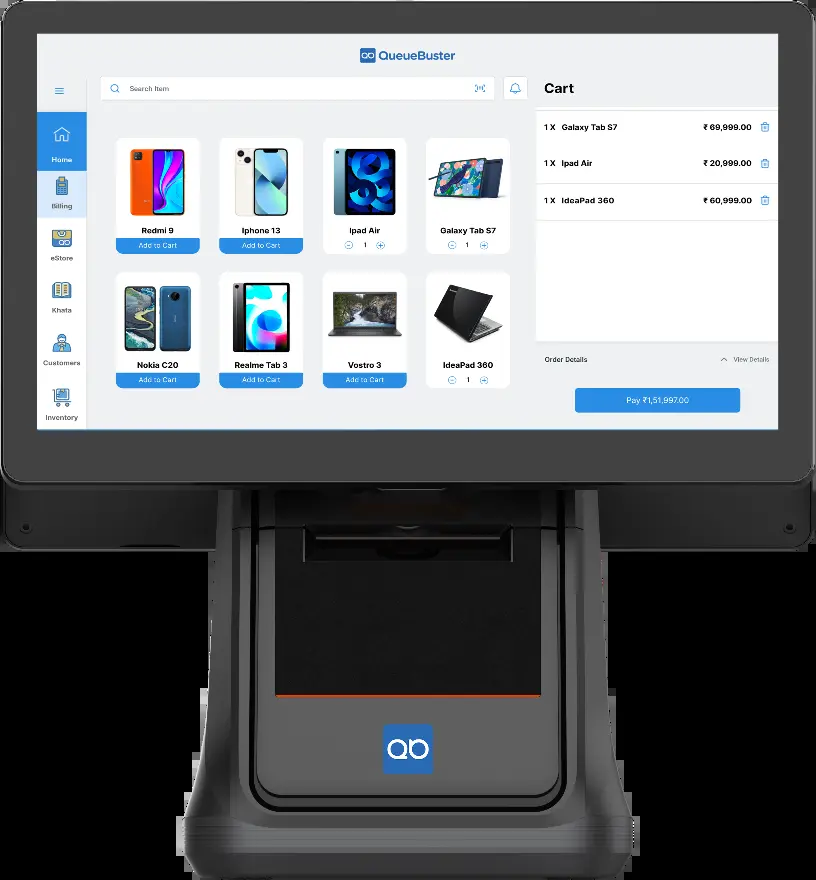 QueueBuster
Search Item
Cart
Home
Billing
eStore
Khata
Customers
Inventory
Redmi 9
Add to Cart
Iphone 13
Add to Cart
Ipad Air
1
Galaxy Tab S7
1
Nokia C20
Add to Cart
Realme Tab 3
Add to Cart
Vostro 3
Add to Cart
IdeaPad 360
1
1 X Galaxy Tab S7 ₹ 69,999.00
1 X Ipad Air ₹ 20,999.00
1 X IdeaPad 360 ₹ 60,999.00
Order Details View Details
Pay ₹1,51,997.00